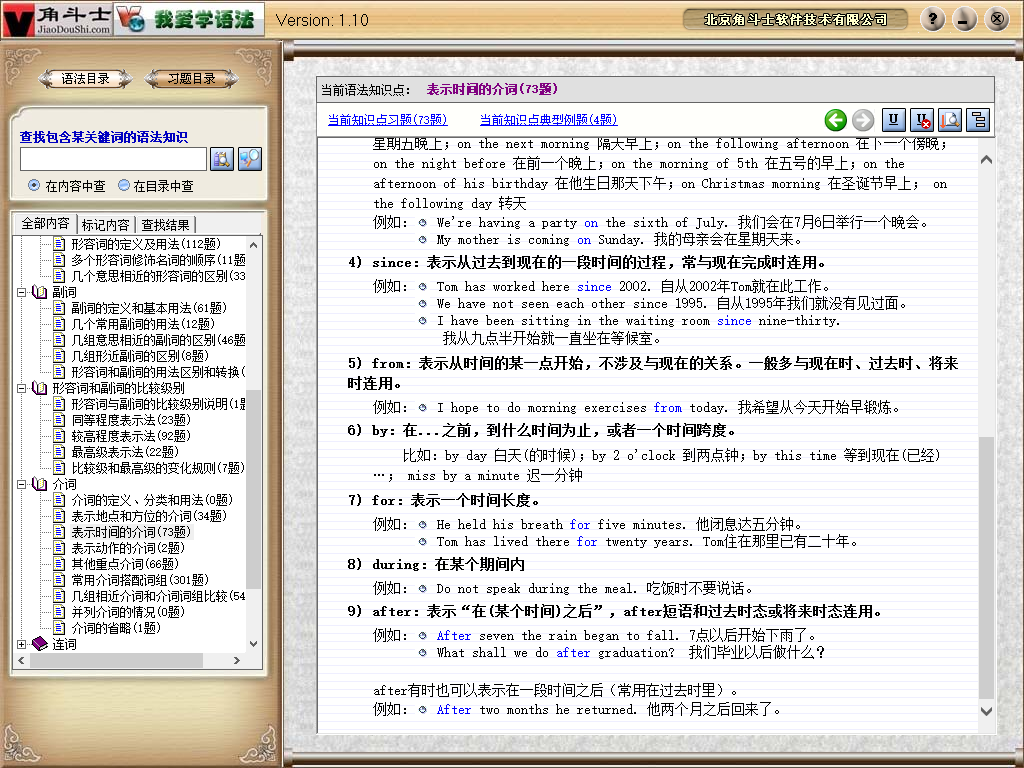 角斗士
JiaoDouShi.com
我爱学语法
Version: 1.10
北京角斗士软件技术有限公司
?
语法目录
习题目录
查找包含某关键词的语法知识
在内容中查
在目录中查
全部内容
标记内容
查找结果
形容词的定义及用法(112题)
多个形容词修饰名词的顺序(11题
几个意思相近的形容词的区别(33
副词
副词的定义和基本用法(61题)
几个常用副词的用法(12题)
几组意思相近的副词的区别(46题
几组形近副词的区别(8题)
形容词和副词的用法区别和转换(
形容词和副词的比较级别
形容词与副词的比较级别说明(1题
同等程度表示法(23题)
较高程度表示法(92题)
最高级表示法(22题)
比较级和最高级的变化规则(7题)
介词
介词的定义、分类和用法(0题)
表示地点和方位的介词(34题)
表示时间的介词(73题)
表示动作的介词(2题)
其他重点介词(66题)
常用介词搭配词组(301题)
几组相近介词和介词词组比较(54
并列介词的情况(0题)
介词的省略(1题)
连词
当前语法知识点： 表示时间的介词(73题)
当前知识点习题(73题)
当前知识点典型例题(4题)
星期五晚上；on the next morning 隔天早上；on the following afternoon 在下一个傍晚；
on the night before 在前一个晚上；on the morning of 5th 在五号的早上；on the
afternoon of his birthday 在他生日那天下午；on Christmas morning 在圣诞节早上； on
the following day 转天
例如： We're having a party on the sixth of July. 我们会在7月6日举行一个晚会。
My mother is coming on Sunday. 我的母亲会在星期天来。
4) since：表示从过去到现在的一段时间的过程，常与现在完成时连用。
例如： Tom has worked here since 2002. 自从2002年Tom就在此工作。
We have not seen each other since 1995. 自从1995年我们就没有见过面。
I have been sitting in the waiting room since nine-thirty.
我从九点半开始就一直坐在等候室。
5) from：表示从时间的某一点开始，不涉及与现在的关系。一般多与现在时、过去时、将来
时连用。
例如： I hope to do morning exercises from today. 我希望从今天开始早锻炼。
6) by：在...之前，到什么时间为止，或者一个时间跨度。
比如：by day 白天(的时候)；by 2 o'clock 到两点钟；by this time 等到现在(已经)
…； miss by a minute 迟一分钟
7) for：表示一个时间长度。
例如： He held his breath for five minutes. 他闭息达五分钟。
Tom has lived there for twenty years. Tom住在那里已有二十年。
8) during：在某个期间内
例如： Do not speak during the meal. 吃饭时不要说话。
9) after：表示“在(某个时间)之后”，after短语和过去时态或将来时态连用。
例如： After seven the rain began to fall. 7点以后开始下雨了。
What shall we do after graduation? 我们毕业以后做什么？
after有时也可以表示在一段时间之后（常用在过去时里）。
例如： After two months he returned. 他两个月之后回来了。